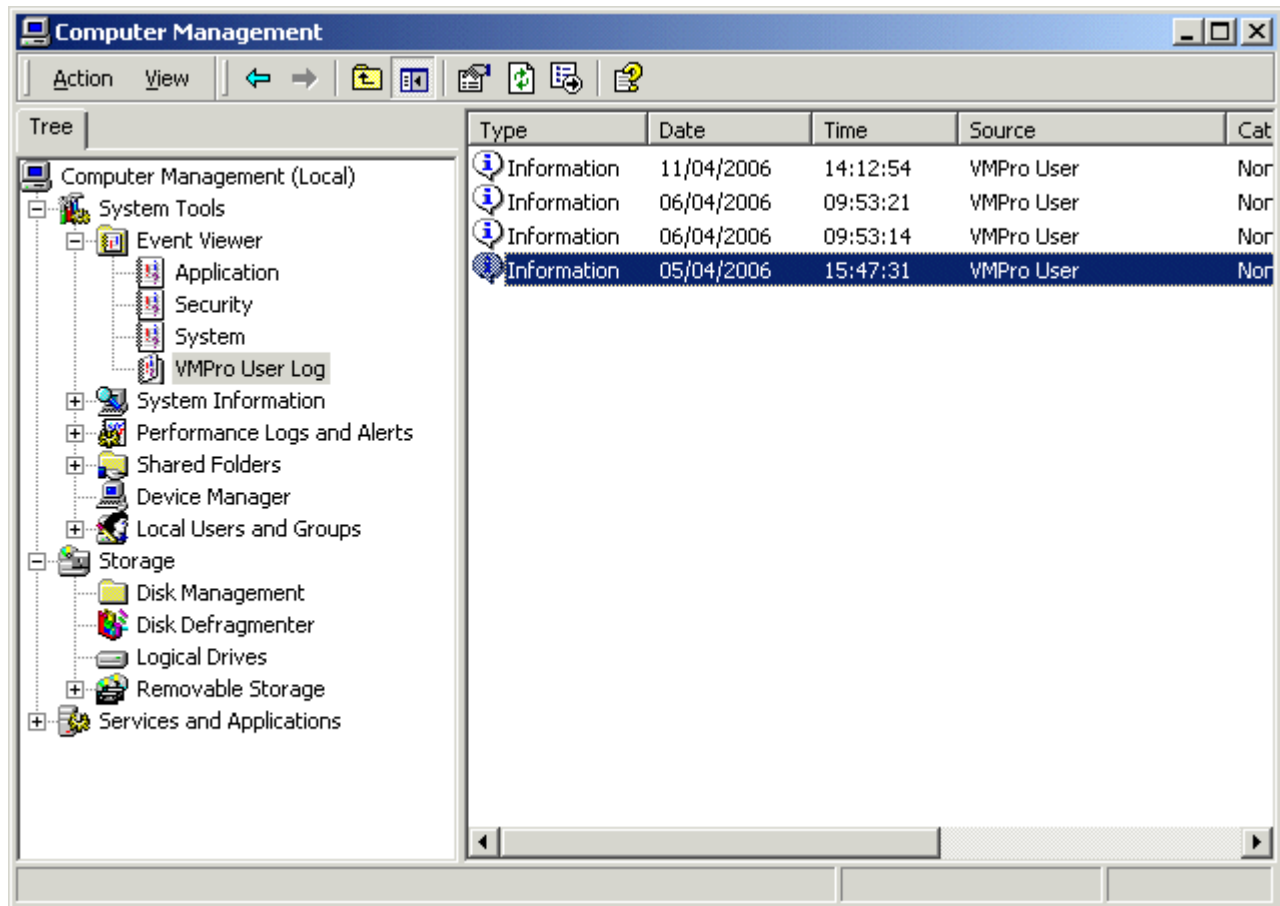 Computer Management
Action View
Tree
Computer Management (Local)
System Tools
Event Viewer
Application
Security
System
VMPro User Log
System Information
Performance Logs and Alerts
Shared Folders
Device Manager
Local Users and Groups
Storage
Disk Management
Disk Defragmenter
Logical Drives
Removable Storage
Services and Applications
Type Date Time Source Cat
Information 11/04/2006 14:12:54 VMPro User Nor
Information 06/04/2006 09:53:21 VMPro User Nor
Information 06/04/2006 09:53:14 VMPro User Nor
Information 05/04/2006 15:47:31 VMPro User Nor